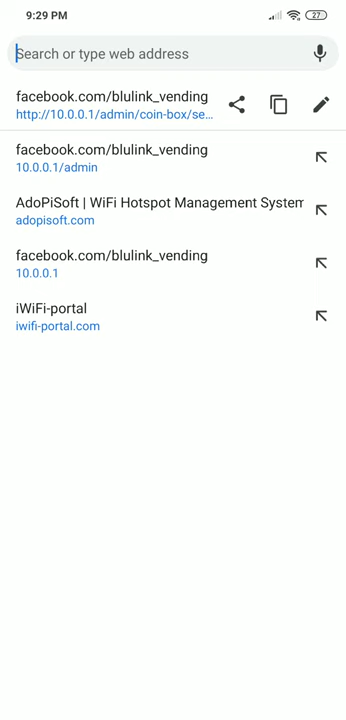 9:29 PM
27
Search or type web address
facebook.com/blulink_vending
http://10.0.0.1/admin/coin-box/se...
facebook.com/blulink_vending
10.0.0.1/admin
AdoPiSoft | WiFi Hotspot Management System
adopisoft.com
facebook.com/blulink_vending
10.0.0.1
iWiFi-portal
iwifi-portal.com